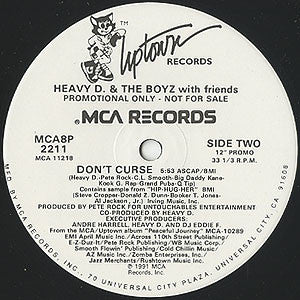 Uptown
RECORDS
HEAVY D. & THE BOYZ with friends
PROMOTIONAL ONLY - NOT FOR SALE
MCA RECORDS
MCA8P
2211
MCA 11218
SIDE TWO
12" PROMO
33 1/3 R.P.M.
DON'T CURSE 5:53 ASCAP/BMI
(Heavy D.-Pete Rock-C.L. Smooth-Big Daddy Kane-
Kook G. Rap-Grand Puba-Q Tip)
Contains sample from "HIP-HUG-HER" BMI
(Steve Cropper-Donald Z. Dunn-Booker T. Jones-
Al Jackson, Jr.) Irving Music/BMI
PRODUCED BY PETE ROCK FOR UNTOUCHABLES ENTERTAINMENT
CO-PRODUCED BY HEAVY D.
EXECUTIVE PRODUCERS:
ANDRE HARRELL, HEAVY D. AND DJ EDDIE F.
From the MCA/Uptown album "Peaceful Journey" MCA-10289
EMI April Music Inc./Across 110th Street Publishing/
E-Z-Duz-It/Pete Rock Publishing/WB Music Corp./
Smooth Flowin' Publishing/Cold Chillin Music/
AZ Music Inc./Zomba Enterprises, Inc./
Jazz Merchants/Rushtown Music Inc.
℗ 1991 MCA
Records, Inc.
MFD. BY MCA RECORDS, INC., 70 UNIVERSAL CITY PLAZA, UNIVERSAL CITY, CA. 91608